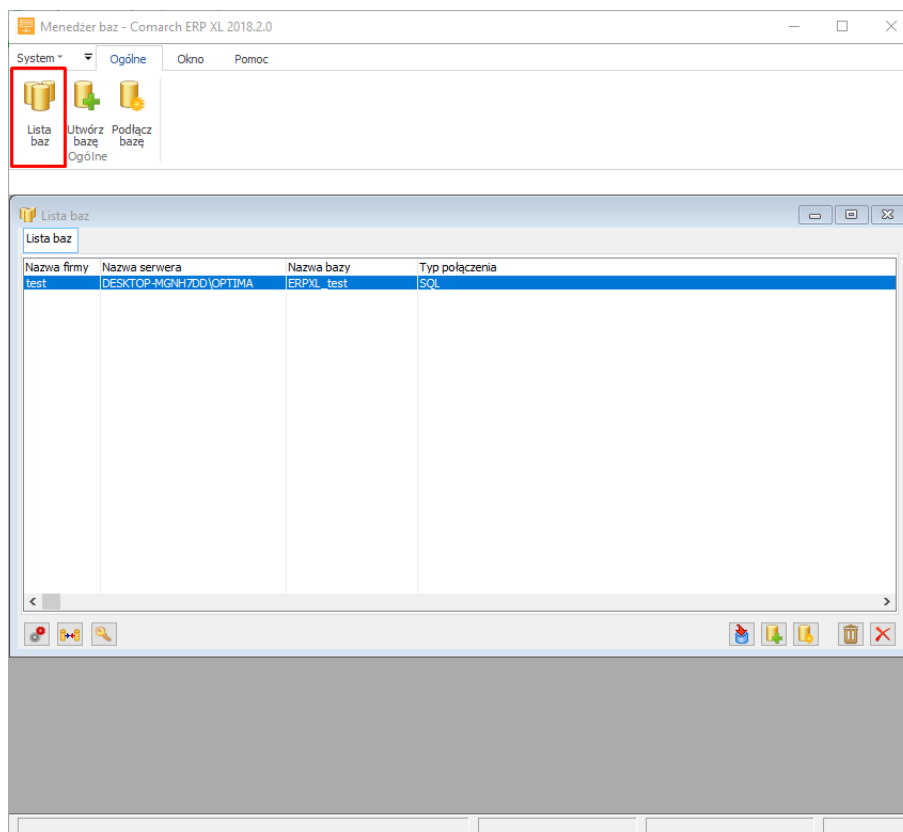 Menedżer baz - Comarch ERP XL 2018.2.0
System Ogólne Okno Pomoc
Lista baz
Utwórz bazę
Podłącz bazę
Ogólne
Lista baz
Lista baz
Nazwa firmy Nazwa serwera Nazwa bazy Typ połączenia
test DESKTOP-MGNH7DD\OPTIMA ERPXL_test SQL